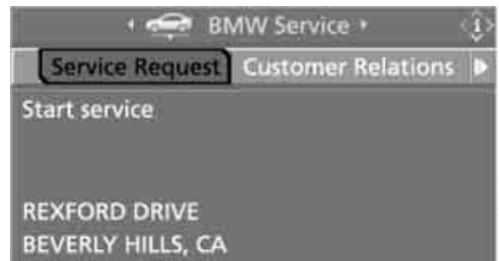 BMW Service
Service Request Customer Relations
Start service
REXFORD DRIVE
BEVERLY HILLS, CA